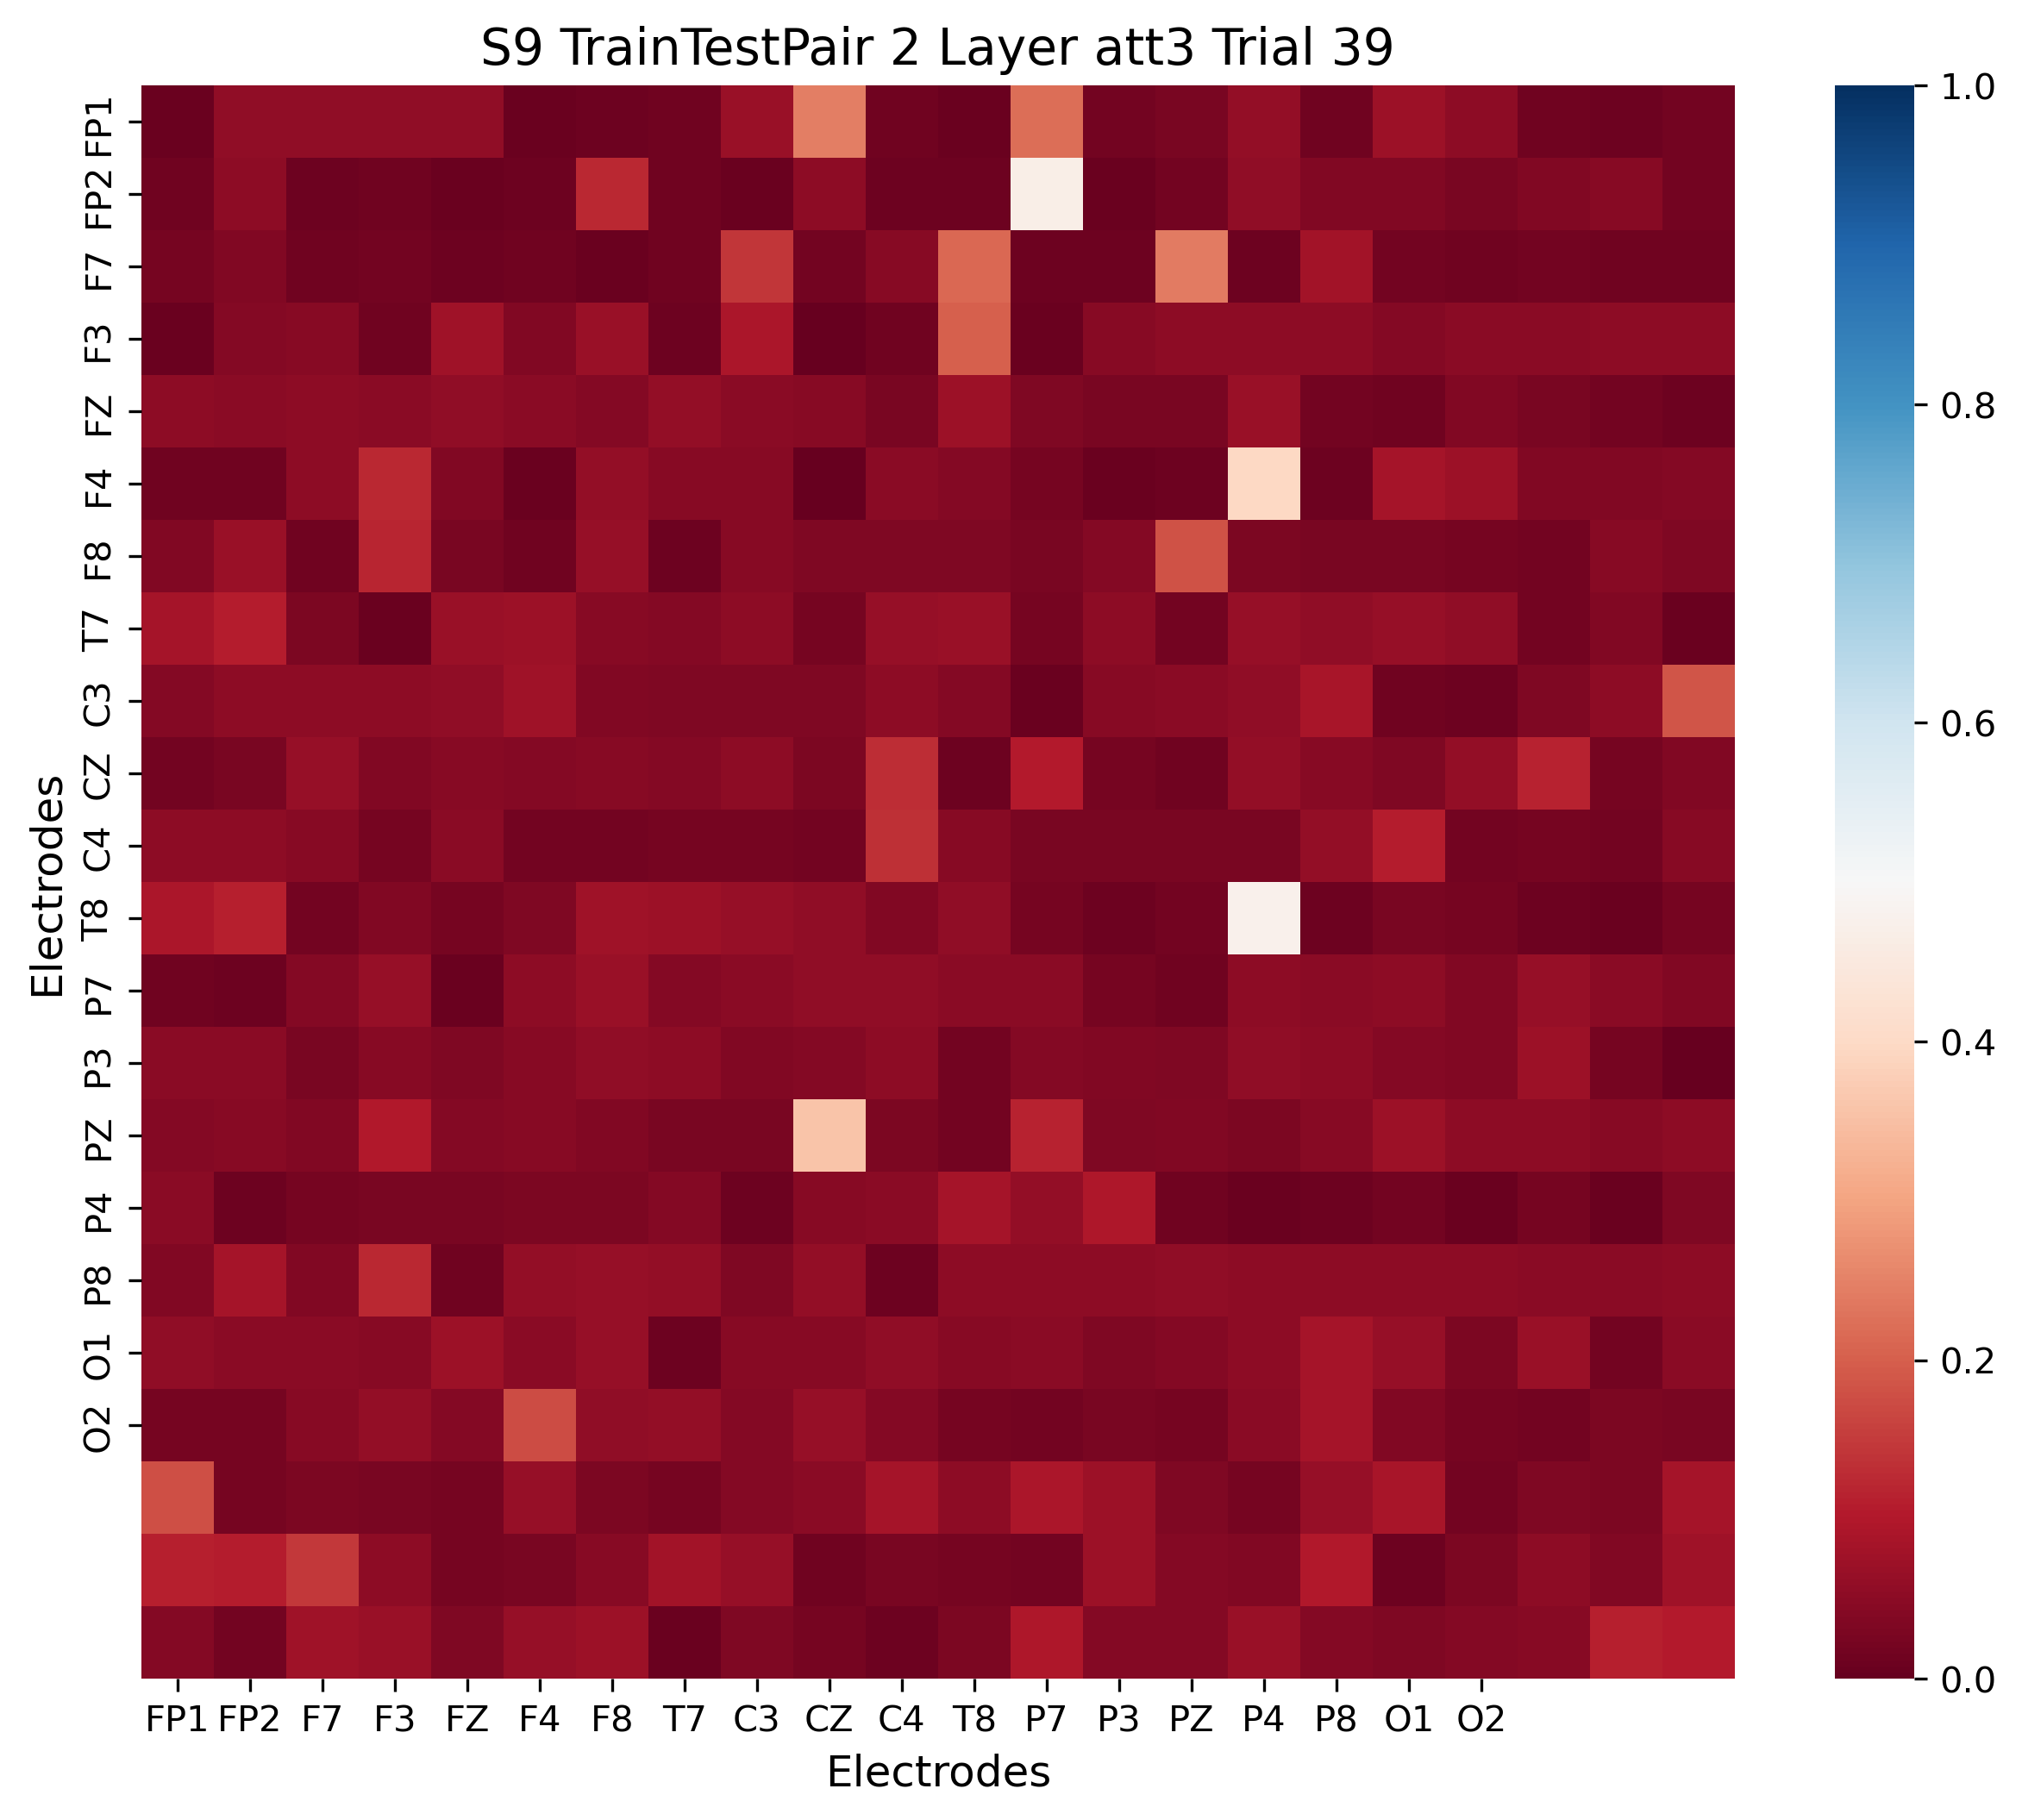 S9 TrainTestPair 2 Layer att3 Trial 39
Electrodes
FP1
FP2
F7
F3
FZ
F4
F8
T7
C3
CZ
C4
T8
P7
P3
PZ
P4
P8
O1
O2
FP1 FP2 F7 F3 FZ F4 F8 T7 C3 CZ C4 T8 P7 P3 PZ P4 P8 O1 O2
Electrodes
1.0
0.8
0.6
0.4
0.2
0.0